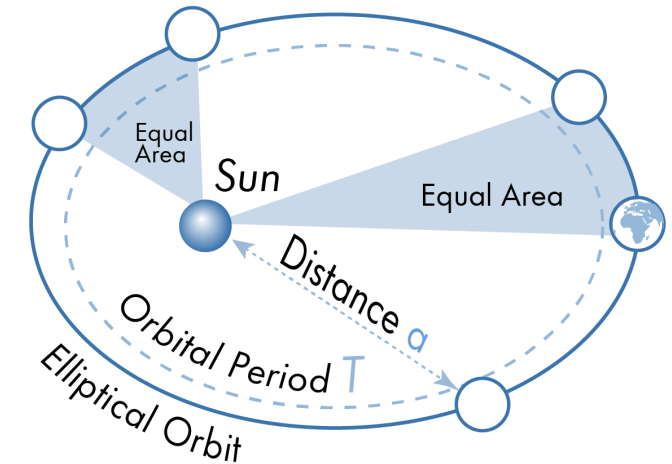 Equal
Area
Sun
Equal Area
Distance a
Orbital Period T
Elliptical Orbit